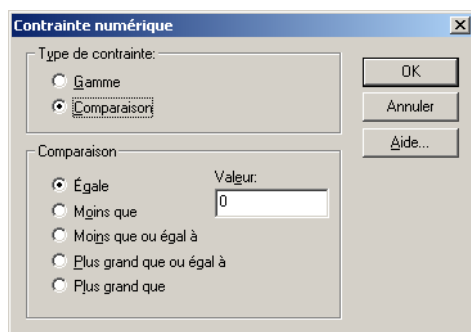 Contrainte numérique
Type de contrainte:
Gamme
Comparaison
OK
Annuler
Aide...
Comparaison
Égale
Valeur:
0
Moins que
Moins que ou égal à
Plus grand que ou égal à
Plus grand que